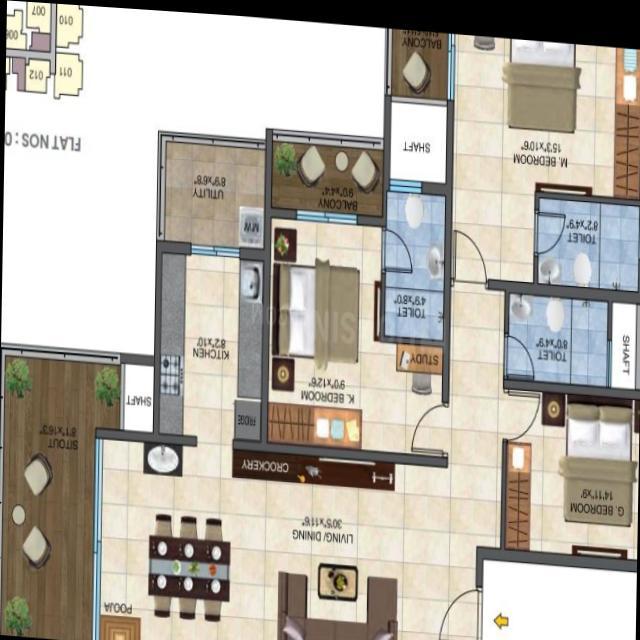 010
007
011
012
FLAT NOS : 0
BALCONY
SHAFT
M. BEDROOM
15'3"x10'6"
UTILITY
8'9"x6'8"
MW
BALCONY
9'0"x4'4"
TOILET
8'2"x4'9"
TOILET
4'9"x8'0"
TOILET
8'0"x4'9"
SHAFT
KITCHEN
8'2"x10'
STUDY
K. BEDROOM
9'0"x12'6"
SHAFT
SITOUT
8'1"x16'3"
FRIDGE
CROCKERY
G. BEDROOM
14'11"x9'
LIVING/ DINING
30'5"x11'6"
POOJA